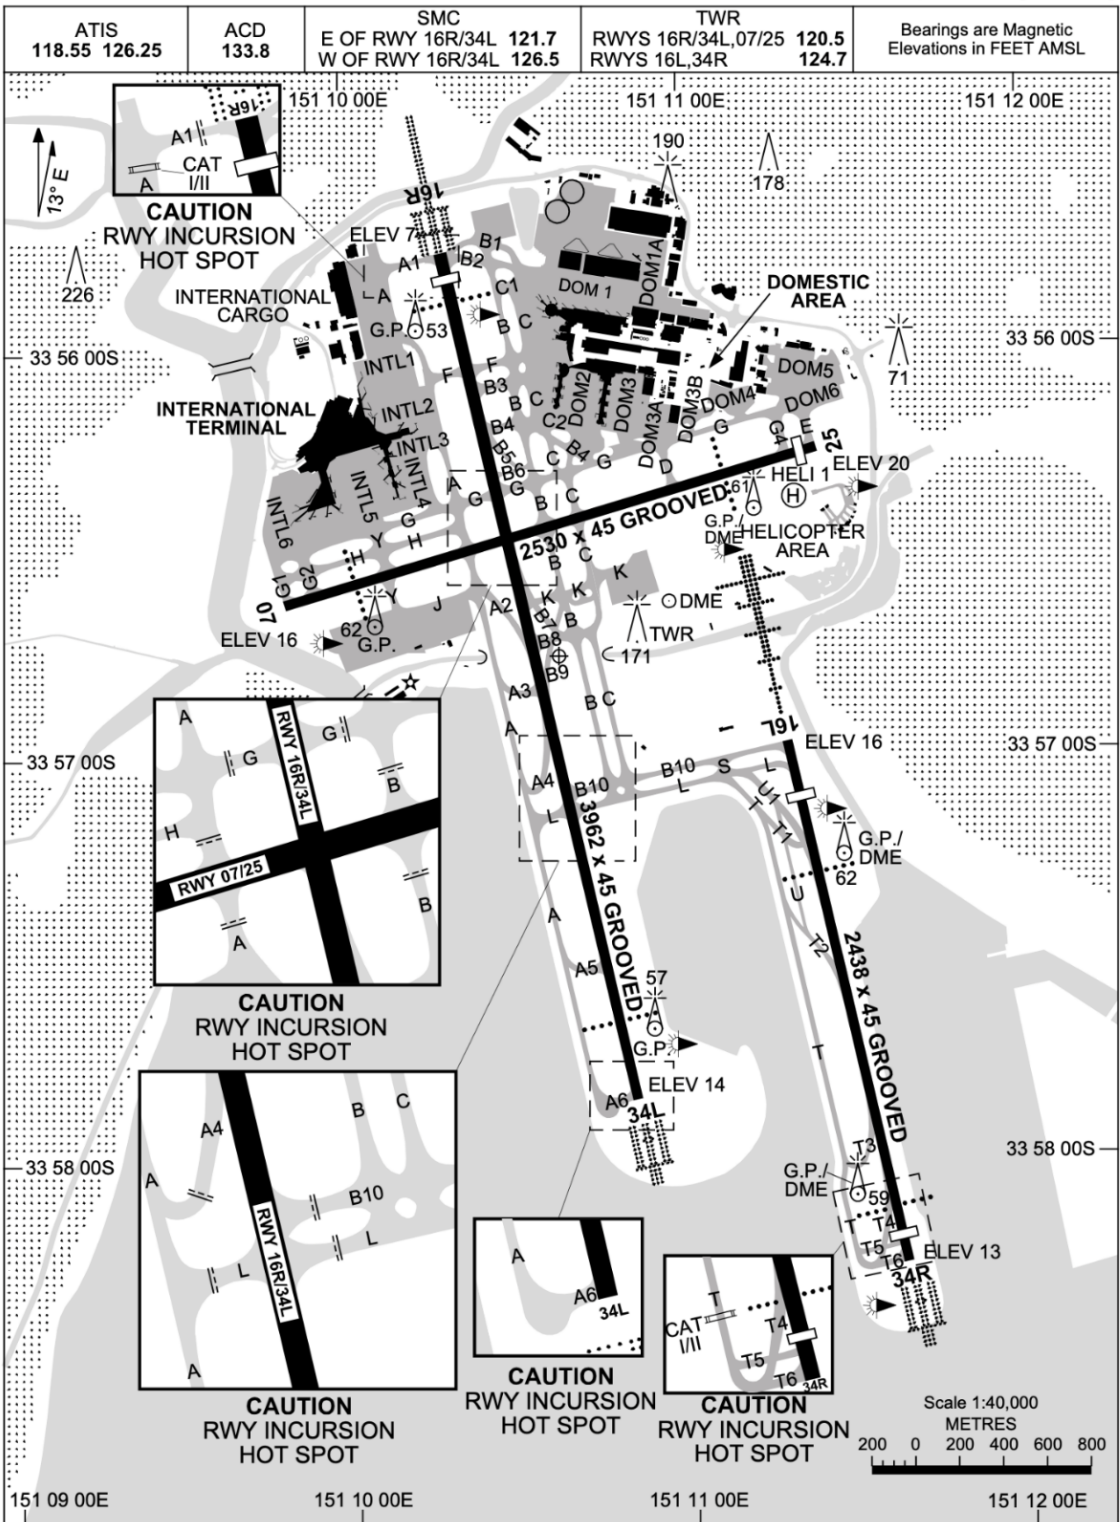 ATIS
118.55 126.25
ACD
133.8
SMC
E OF RWY 16R/34L 121.7
W OF RWY 16R/34L 126.5
TWR
RWYS 16R/34L,07/25 120.5
RWYS 16L,34R 124.7
Bearings are Magnetic
Elevations in FEET AMSL
151 10 00E
151 11 00E
151 12 00E
13° E
16R
A1
CAT
I/II
A
CAUTION
RWY INCURSION
HOT SPOT
190
178
226
71
16R
ELEV 7
A1
B1
B2
A
C1
G.P. 53
B
C
DOM 1
DOM1A
DOMESTIC
AREA
INTERNATIONAL
CARGO
33 56 00S
33 56 00S
INTL1
F
F
B3
B
C
DOM2
DOM3
DOM3A
DOM3B
DOM4
DOM5
DOM6
INTERNATIONAL
TERMINAL
INTL2
INTL3
INTL4
INTL5
INTL6
B4
C2
B5
B6
B4
C
G
D
G
G4
E
25
A
G
G
B
C
61
HELI 1
H
ELEV 20
G
Y
H
H
2530 x 45 GROOVED
G.P./
DME
HELICOPTER
AREA
B
C
G1
G2
07
Y
J
A2
K
K
K
B7
B
DME
TWR
171
ELEV 16
62
G.P.
B8
B9
A3
A
B
C
16L
ELEV 16
33 57 00S
33 57 00S
A4
B10
L
B10
L
S
L
U1
T
T1
G.P./
DME
62
U
T2
3962 x 45 GROOVED
2438 x 45 GROOVED
A
A5
57
G.P.
ELEV 14
A6
34L
T
T3
G.P./
DME
59
T
T4
T5
T6
ELEV 13
34R
33 58 00S
33 58 00S
A
RWY 16R/34L
G
G
B
H
RWY 07/25
A
B
CAUTION
RWY INCURSION
HOT SPOT
A4
B
C
A
B10
L
L
RWY 16R/34L
A
CAUTION
RWY INCURSION
HOT SPOT
A
A6
34L
CAUTION
RWY INCURSION
HOT SPOT
T
CAT
I/II
T4
T5
T6
34R
CAUTION
RWY INCURSION
HOT SPOT
Scale 1:40,000
METRES
200 0 200 400 600 800
151 09 00E
151 10 00E
151 11 00E
151 12 00E